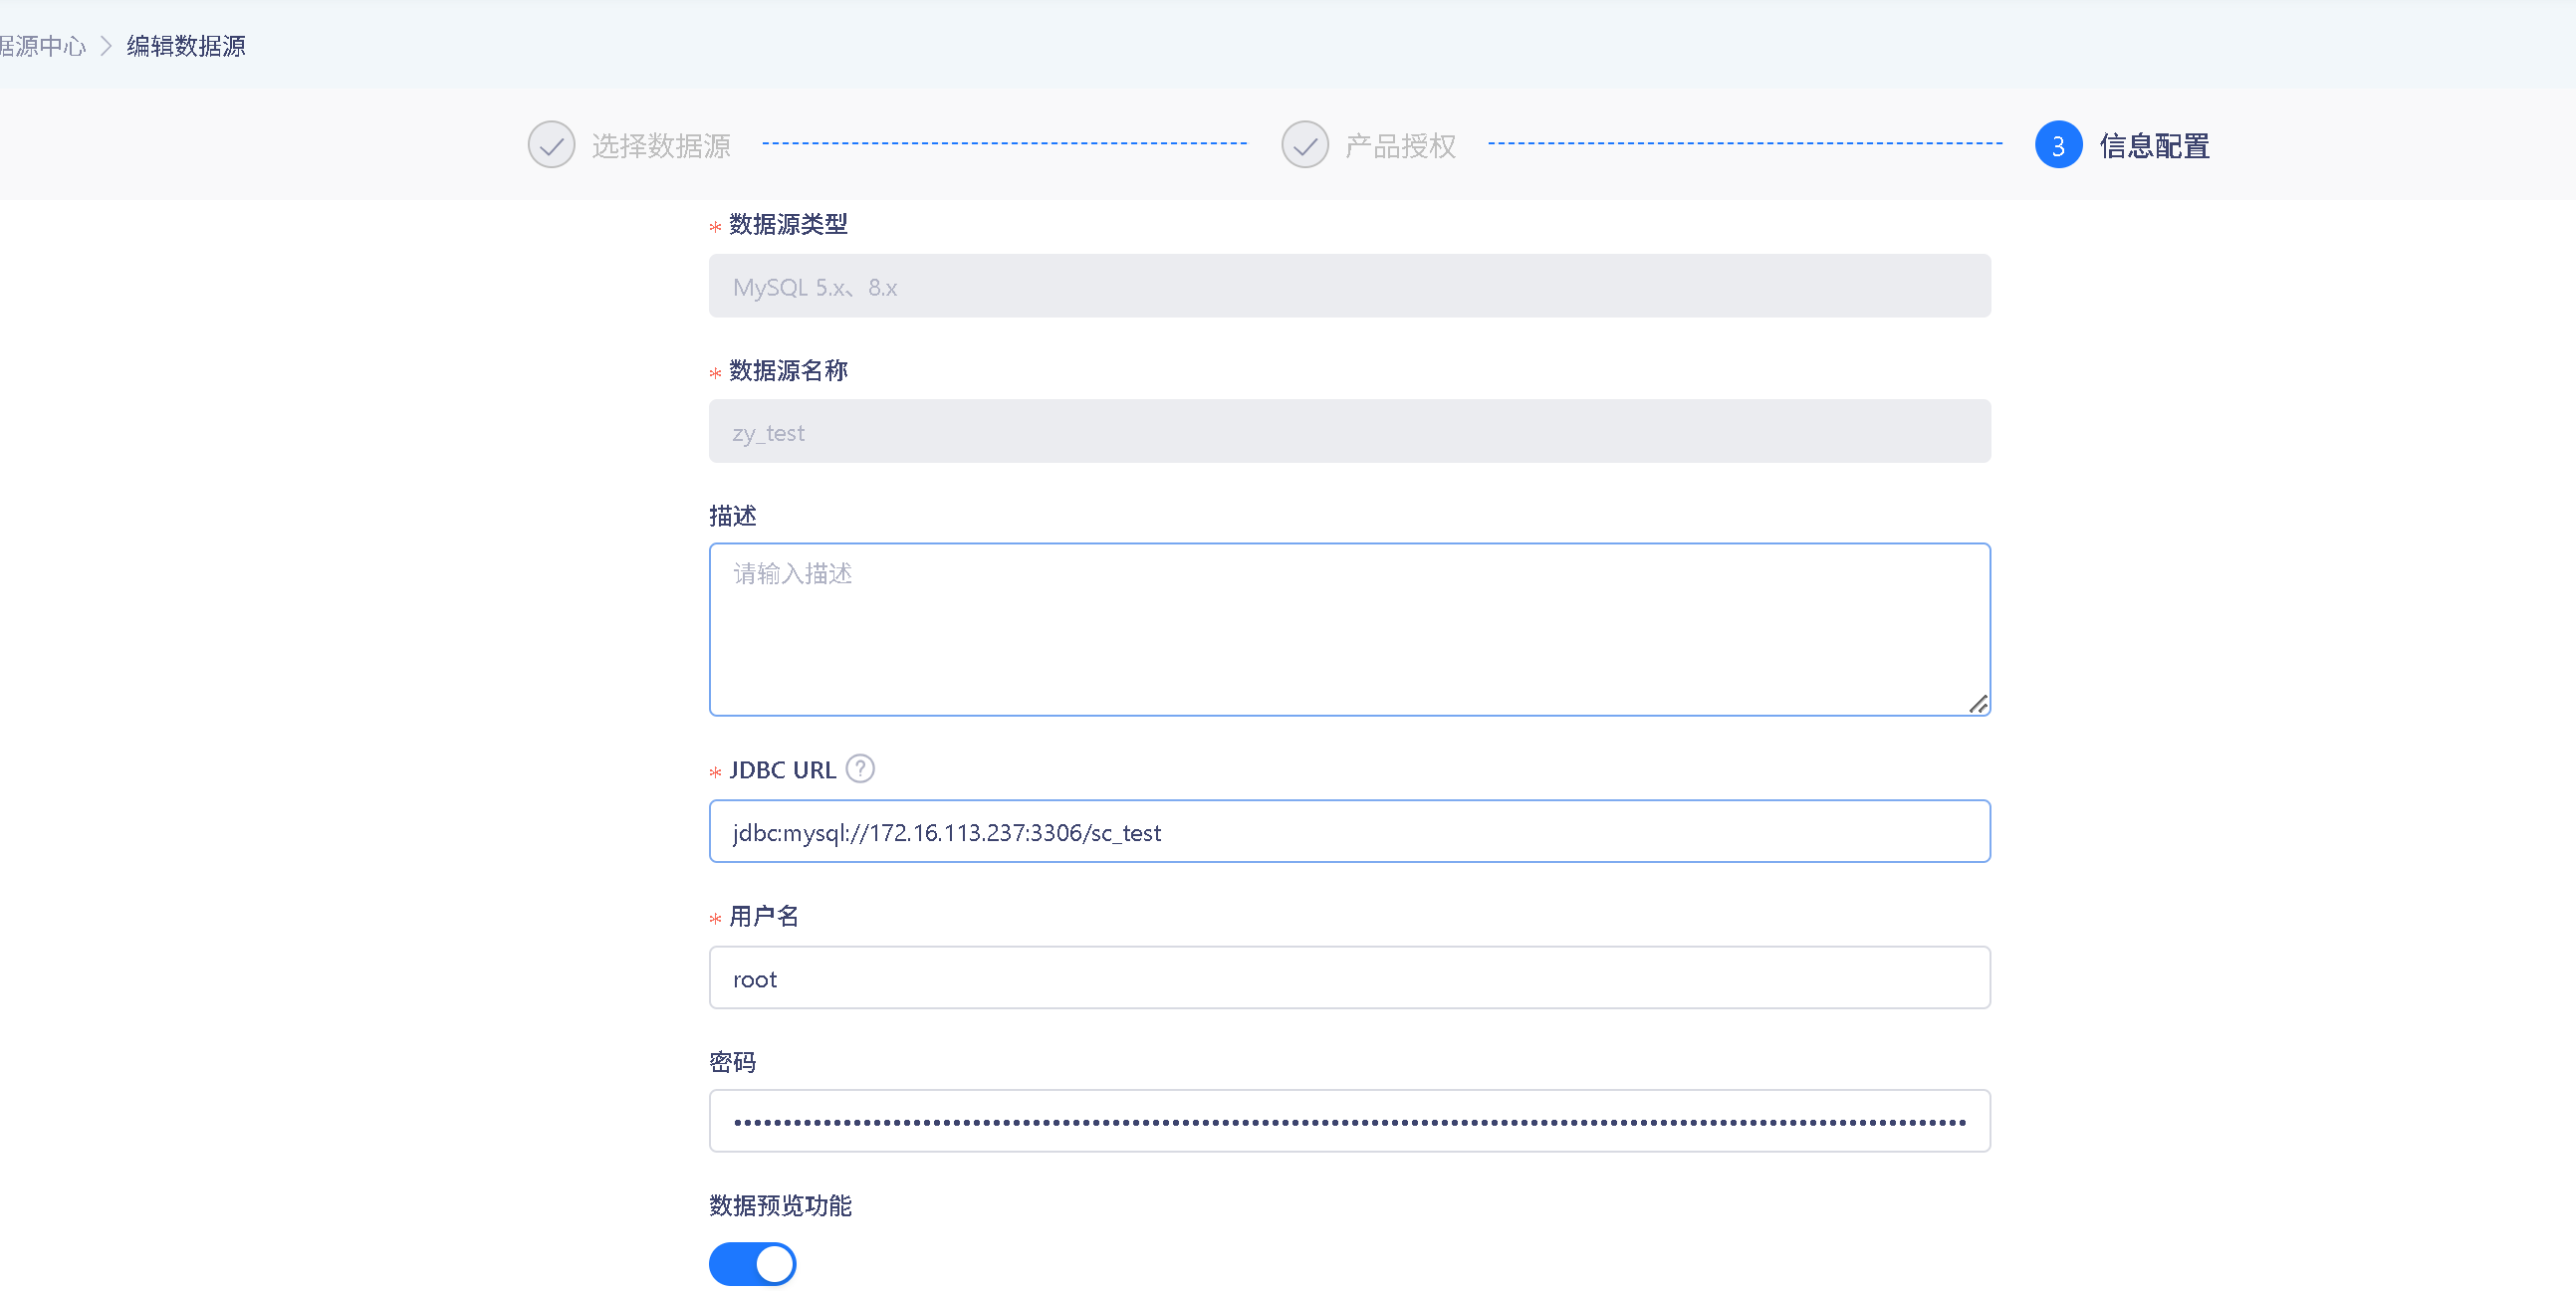 据源中心 > 编辑数据源
选择数据源 产品授权 3 信息配置
* 数据源类型
MySQL 5.x、8.x
* 数据源名称
zy_test
描述
请输入描述
* JDBC URL ?
jdbc:mysql://172.16.113.237:3306/sc_test
* 用户名
root
密码
数据预览功能